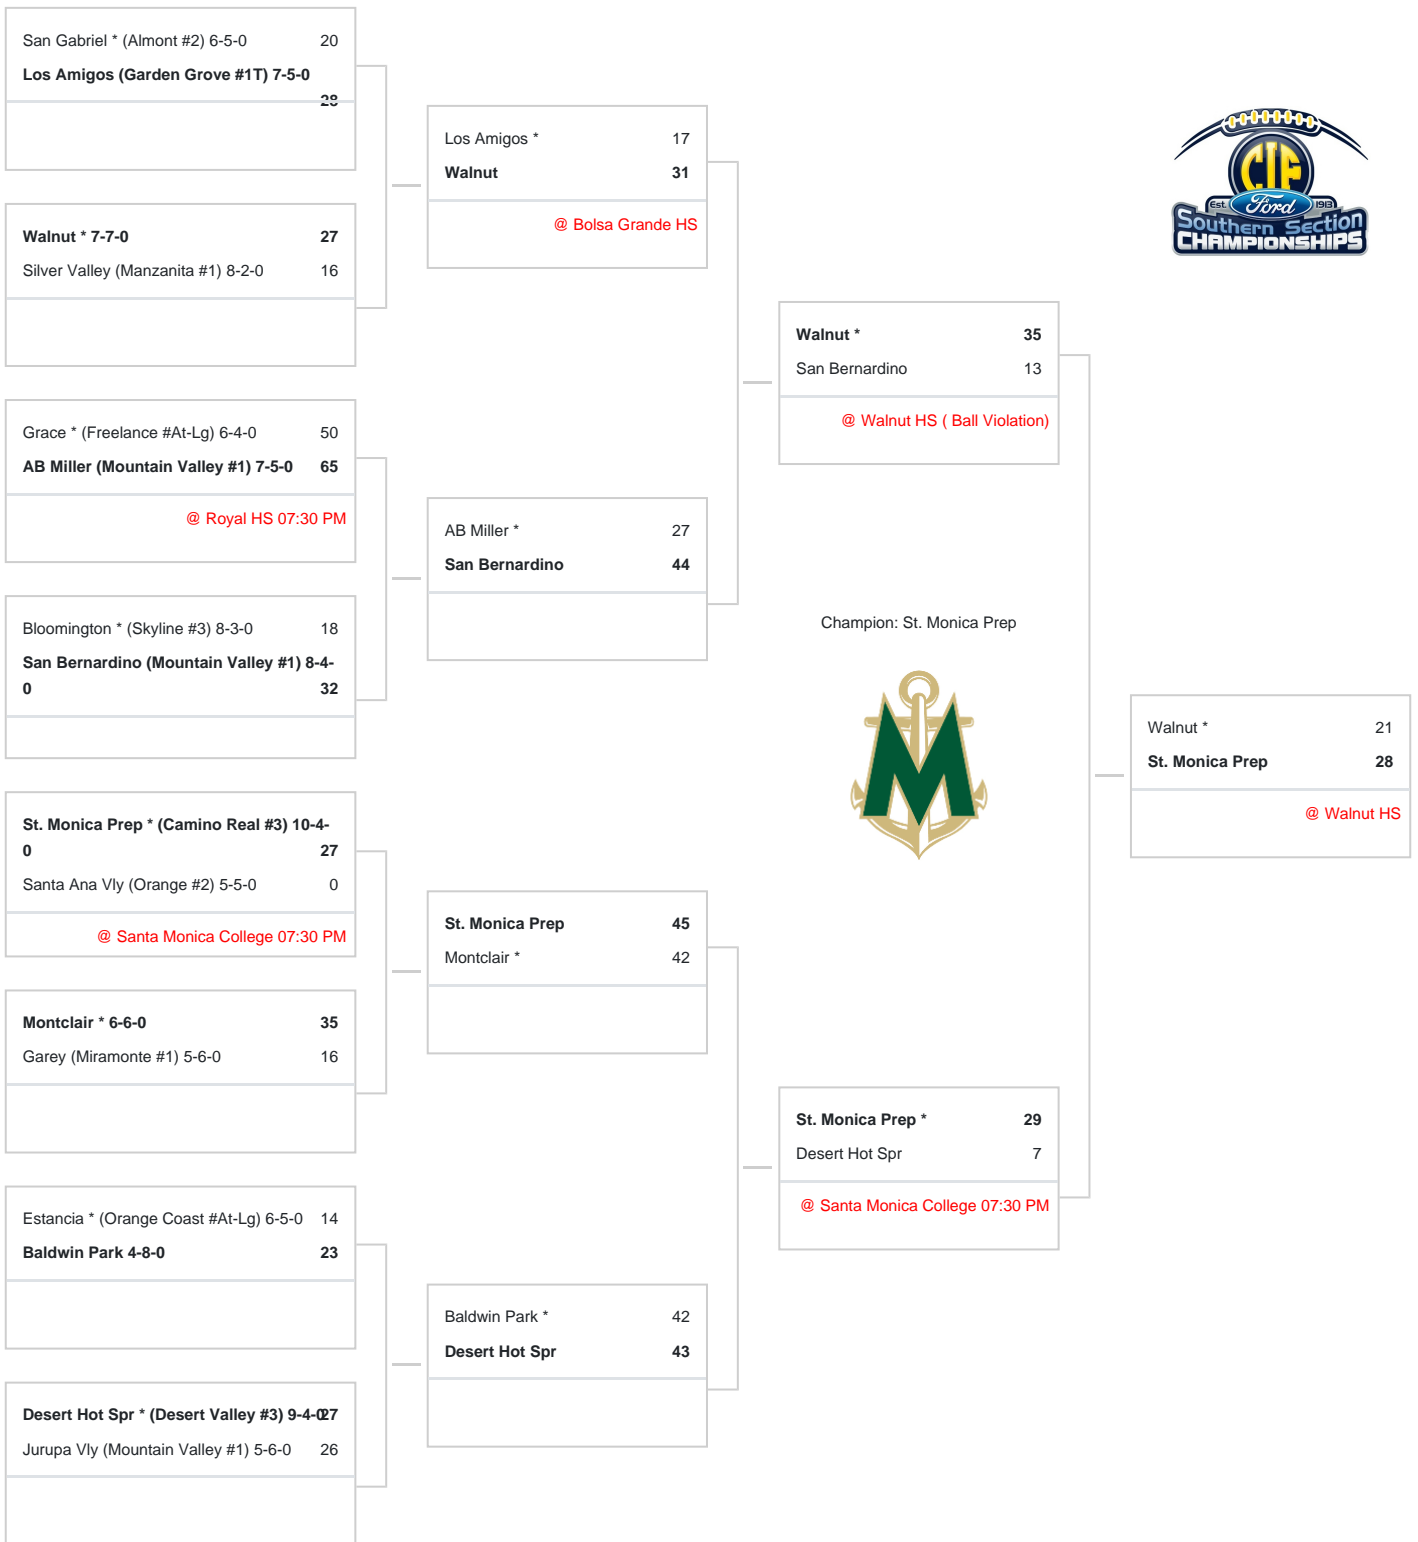 San Gabriel * (Almont #2) 6-5-0 20
Los Amigos (Garden Grove #1T) 7-5-0
28
Walnut * 7-7-0 27
Silver Valley (Manzanita #1) 8-2-0 16
Grace * (Freelance #At-Lg) 6-4-0 50
AB Miller (Mountain Valley #1) 7-5-0 65
@ Royal HS 07:30 PM
Bloomington * (Skyline #3) 8-3-0 18
San Bernardino (Mountain Valley #1) 8-4-
0 32
St. Monica Prep * (Camino Real #3) 10-4-
0 27
Santa Ana Vly (Orange #2) 5-5-0 0
@ Santa Monica College 07:30 PM
Montclair * 6-6-0 35
Garey (Miramonte #1) 5-6-0 16
Estancia * (Orange Coast #At-Lg) 6-5-0 14
Baldwin Park 4-8-0 23
Desert Hot Spr * (Desert Valley #3) 9-4-0 27
Jurupa Vly (Mountain Valley #1) 5-6-0 26
Los Amigos * 17
Walnut 31
@ Bolsa Grande HS
AB Miller * 27
San Bernardino 44
St. Monica Prep 45
Montclair * 42
Baldwin Park * 42
Desert Hot Spr 43
Walnut * 35
San Bernardino 13
@ Walnut HS ( Ball Violation)
Champion: St. Monica Prep
M
St. Monica Prep * 29
Desert Hot Spr 7
@ Santa Monica College 07:30 PM
CIF
Est. Ford 1913
Southern Section
CHAMPIONSHIPS
Walnut * 21
St. Monica Prep 28
@ Walnut HS